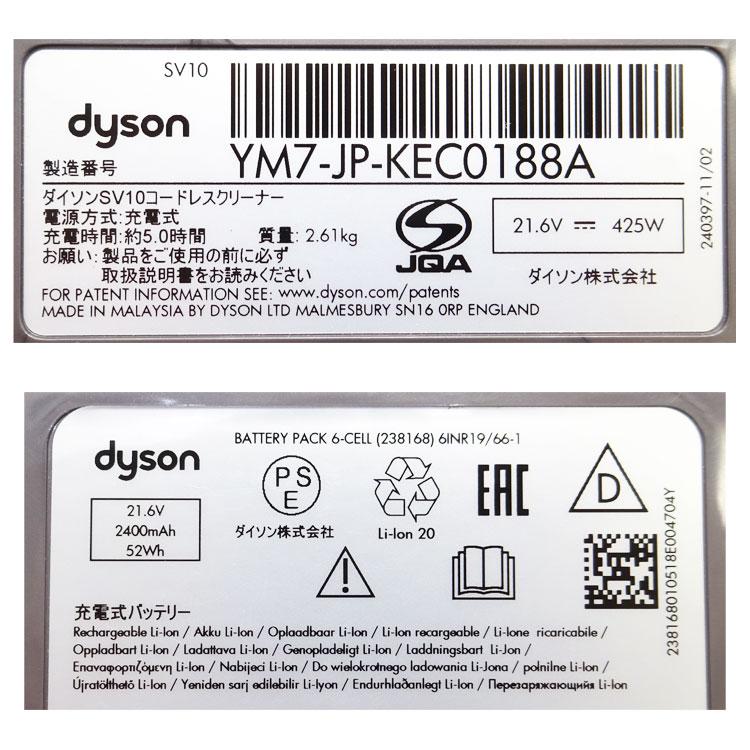 SV10
dyson
製造番号 YM7-JP-KEC0188A
ダイソンSV10コードレスクリーナー
電源方式:充電式
充電時間:約5.0時間 質量: 2.61kg
お願い:製品をご使用の前に必ず
取扱説明書をお読みください
S
JQA
21.6V 425W
ダイソン株式会社
240397-11/02
FOR PATENT INFORMATION SEE: www.dyson.com/patents
MADE IN MALAYSIA BY DYSON LTD MALMESBURY SN16 0RP ENGLAND
BATTERY PACK 6-CELL (238168) 6INR19/66-1
dyson
21.6V
2400mAh
52Wh
PS
E
ダイソン株式会社
Li-Ion 20
EAC
D
238168010518E004704Y
充電式バッテリー
Rechargeable Li-Ion / Akku Li-Ion / Oplaadbaar Li-Ion / Li-Ion recargeable / Li-Ione ricaricabile /
Oppladbart Li-Ion / Ladattava Li-Ion / Genopladeligt Li-Ion / Laddningsbart Li-Jon /
Επαναφορτιζόμενη Li-Ion / Nabijeci Li-Ion / Do wielokrotnego ladowania Li-Jona / polnilne Li-Ion /
Újratölthető Li-Ion / Yeniden sarj edilebilir Li-Iyon / Endurhlaðanlegt Li-Ion / Перезаряжающийся Li-Ion